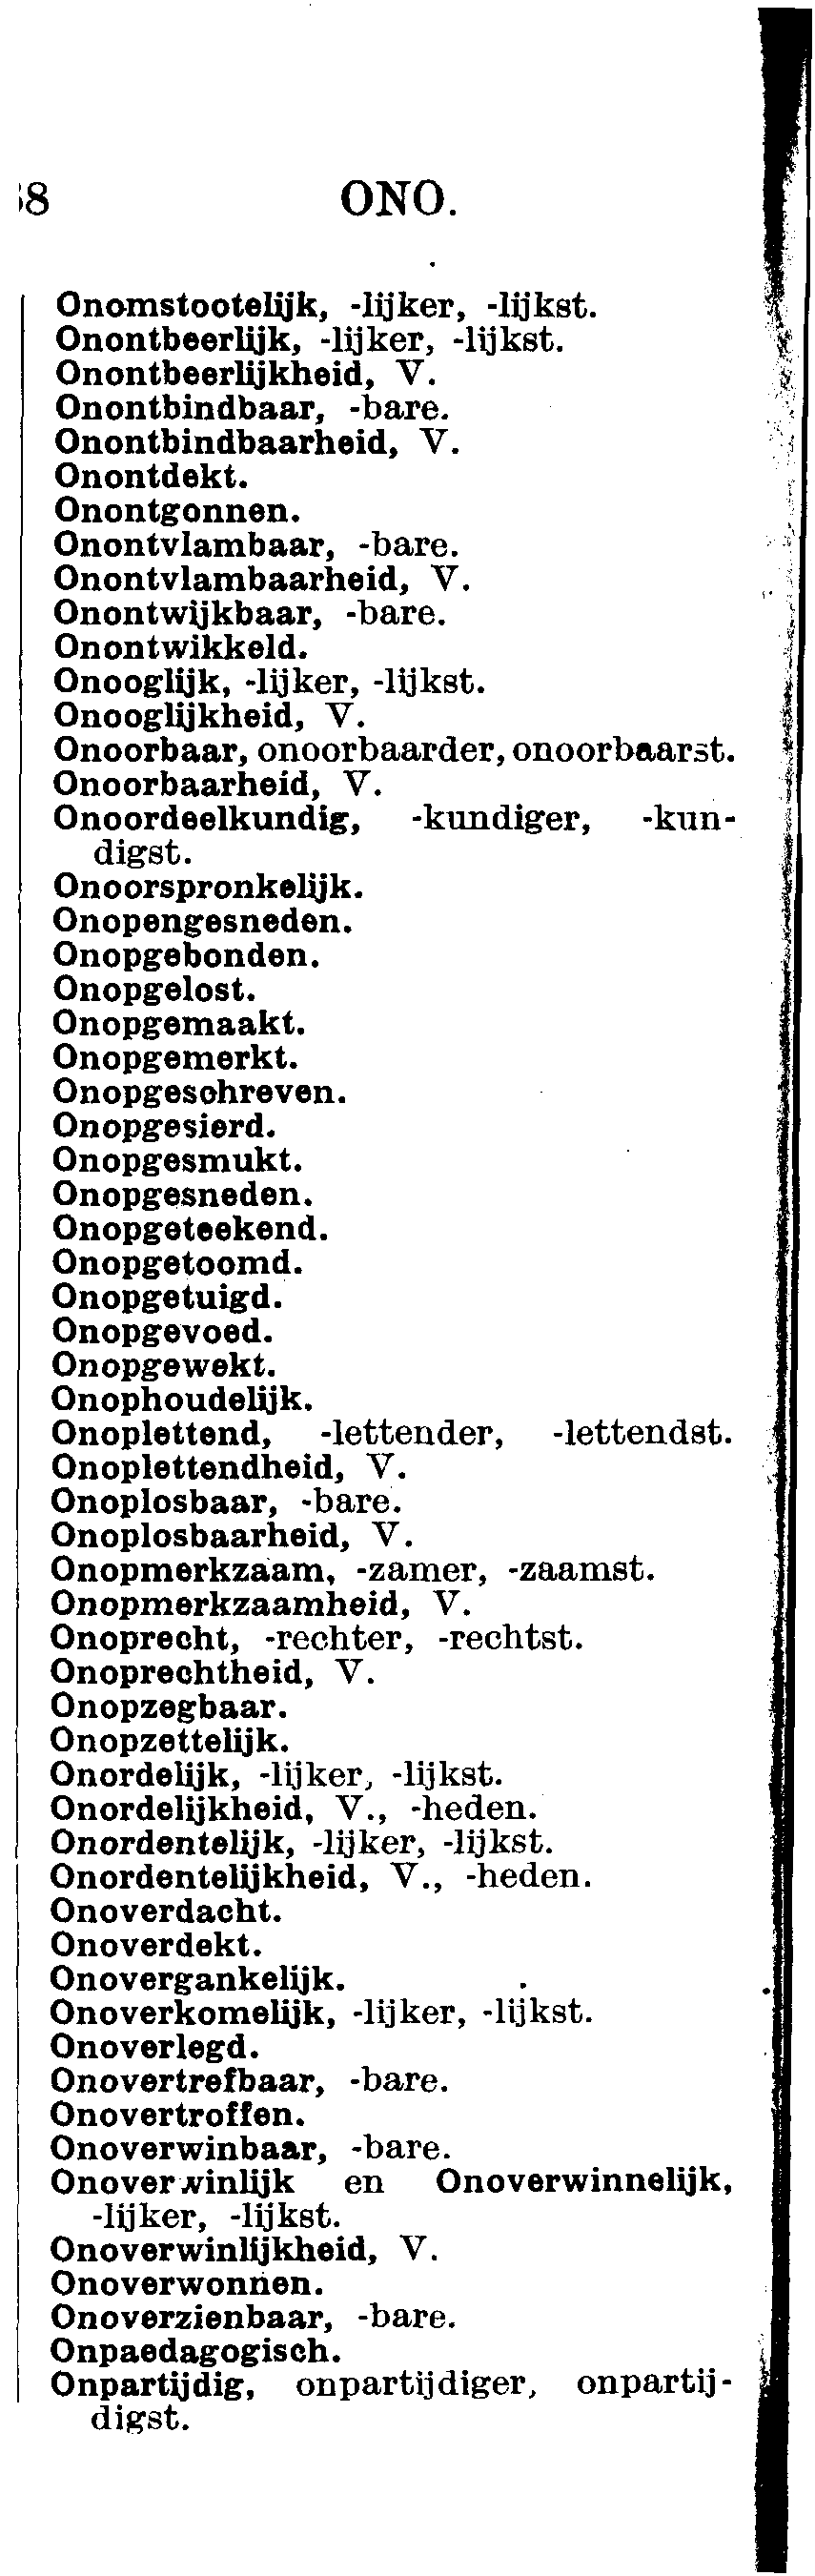 8 ONO.
Onomstootelijk, -lijker, -lijkst.
Onontbeerlijk, -lijker, -lijkst.
Onontbeerlijkheid, V.
Onontbindbaar, -bare.
Onontbindbaarheid, V.
Onontdekt.
Onontgonnen.
Onontvlambaar, -bare.
Onontvlambaarheid, V.
Onontwijkbaar, -bare.
Onontwikkeld.
Onooglijk, -lijker, -lijkst.
Onooglijkheid, V.
Onoorbaar, onoorbaarder, onoorbaarst.
Onoorbaarheid, V.
Onoordeelkundig, -kundiger, -kun-
digst.
Onoorspronkelijk.
Onopengesneden.
Onopgebonden.
Onopgelost.
Onopgemaakt.
Onopgemerkt.
Onopgeschreven.
Onopgesierd.
Onopgesmukt.
Onopgesneden.
Onopgeteekend.
Onopgetoomd.
Onopgetuigd.
Onopgevoed.
Onopgewekt.
Onophoudelijk.
Onoplettend, -lettender, -lettendst.
Onoplettendheid, V.
Onoplosbaar, -bare.
Onoplosbaarheid, V.
Onopmerkzaam, -zamer, -zaamst.
Onopmerkzaamheid, V.
Onoprecht, -rechter, -rechtst.
Onoprechtheid, V.
Onopzegbaar.
Onopzettelijk.
Onordelijk, -lijker, -lijkst.
Onordelijkheid, V., -heden.
Onordentelijk, -lijker, -lijkst.
Onordentelijkheid, V., -heden.
Onoverdacht.
Onoverdekt.
Onovergankelijk.
Onoverkomelijk, -lijker, -lijkst.
Onoverlegd.
Onovertrefbaar, -bare.
Onovertroffen.
Onoverwinbaar, -bare.
Onoverwinlijk en Onoverwinnelijk,
-lijker, -lijkst.
Onoverwinlijkheid, V.
Onoverwonnen.
Onoverzienbaar, -bare.
Onpaedagogisch.
Onpartijdig, onpartijdiger, onpartij-
digst.